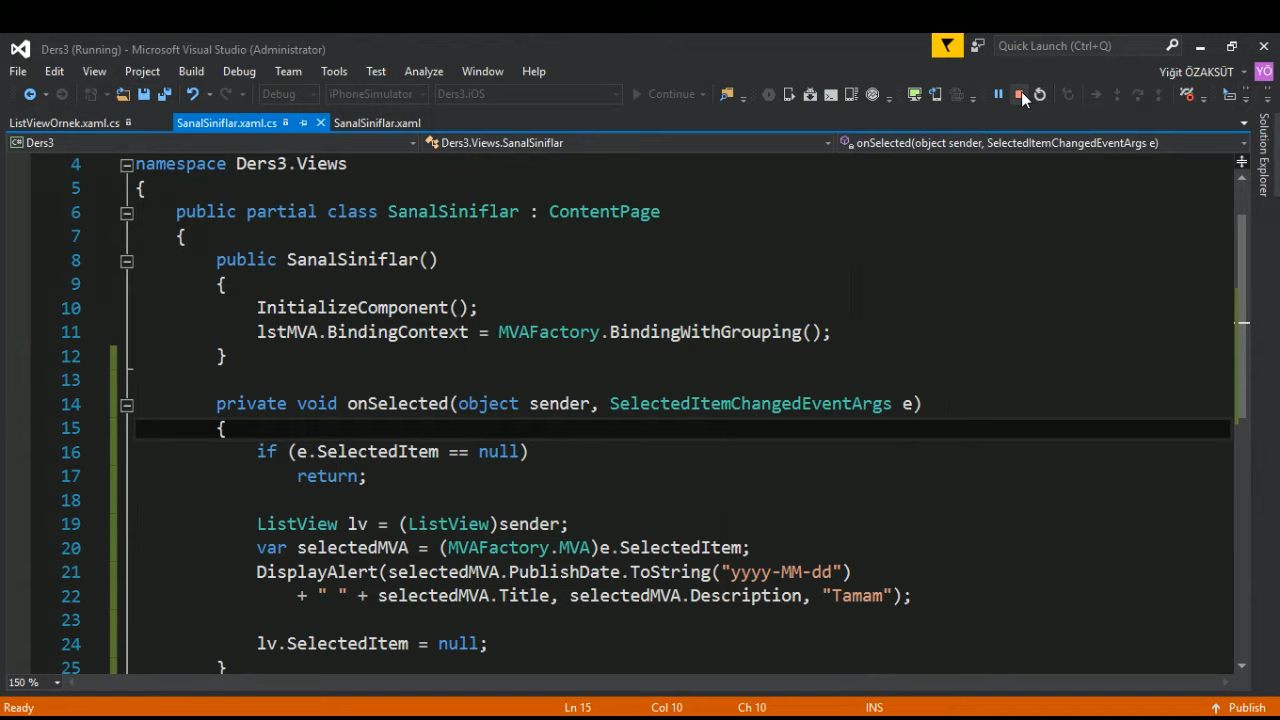 Ders3 (Running) - Microsoft Visual Studio (Administrator)
Quick Launch (Ctrl+Q)
File Edit View Project Build Debug Team Tools Test Analyze Window Help
Yiğit ÖZAKSÜT YÖ
Debug iPhoneSimulator Ders3.iOS Continue
ListViewOrnek.xaml.cs SanalSiniflar.xaml.cs SanalSiniflar.xaml
Ders3 Ders3.Views.SanalSiniflar onSelected(object sender, SelectedItemChangedEventArgs e)
Solution Explorer
4 namespace Ders3.Views
5 {
6 public partial class SanalSiniflar : ContentPage
7 {
8 public SanalSiniflar()
9 {
10 InitializeComponent();
11 lstMVA.BindingContext = MVAFactory.BindingWithGrouping();
12 }
13
14 private void onSelected(object sender, SelectedItemChangedEventArgs e)
15 {
16 if (e.SelectedItem == null)
17 return;
18
19 ListView lv = (ListView)sender;
20 var selectedMVA = (MVAFactory.MVA)e.SelectedItem;
21 DisplayAlert(selectedMVA.PublishDate.ToString("yyyy-MM-dd")
22 + " " + selectedMVA.Title, selectedMVA.Description, "Tamam");
23
24 lv.SelectedItem = null;
25 }
150 %
Ready Ln 15 Col 10 Ch 10 INS Publish